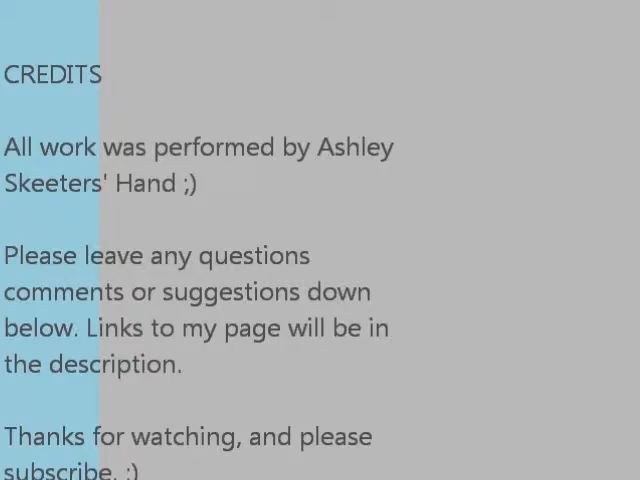 CREDITS
All work was performed by Ashley
Skeeters' Hand ;)
Please leave any questions
comments or suggestions down
below. Links to my page will be in
the description.
Thanks for watching, and please
subscribe. :)